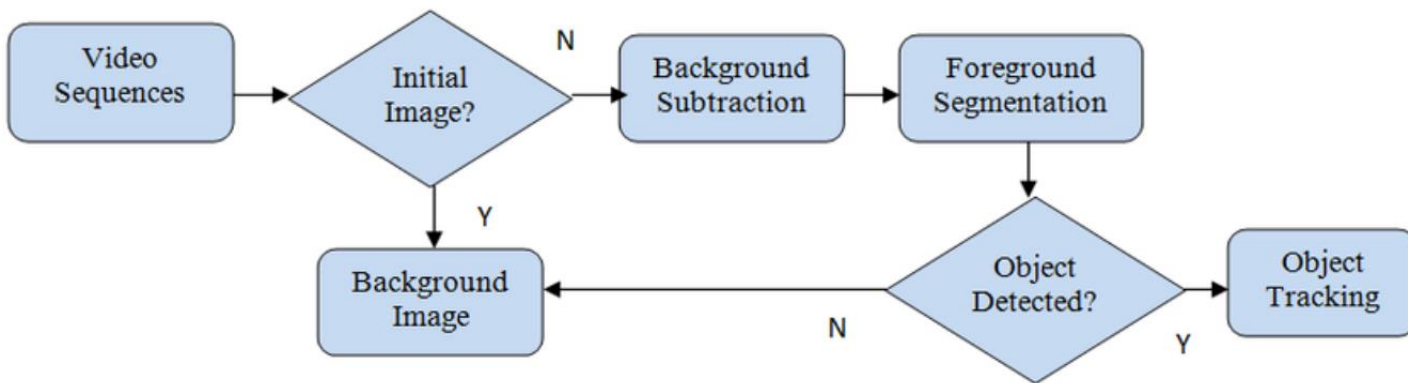 Video
Sequences
Initial
Image?
N
Background
Subtraction
Foreground
Segmentation
Y
Background
Image
Object
Detected?
N
Y
Object
Tracking